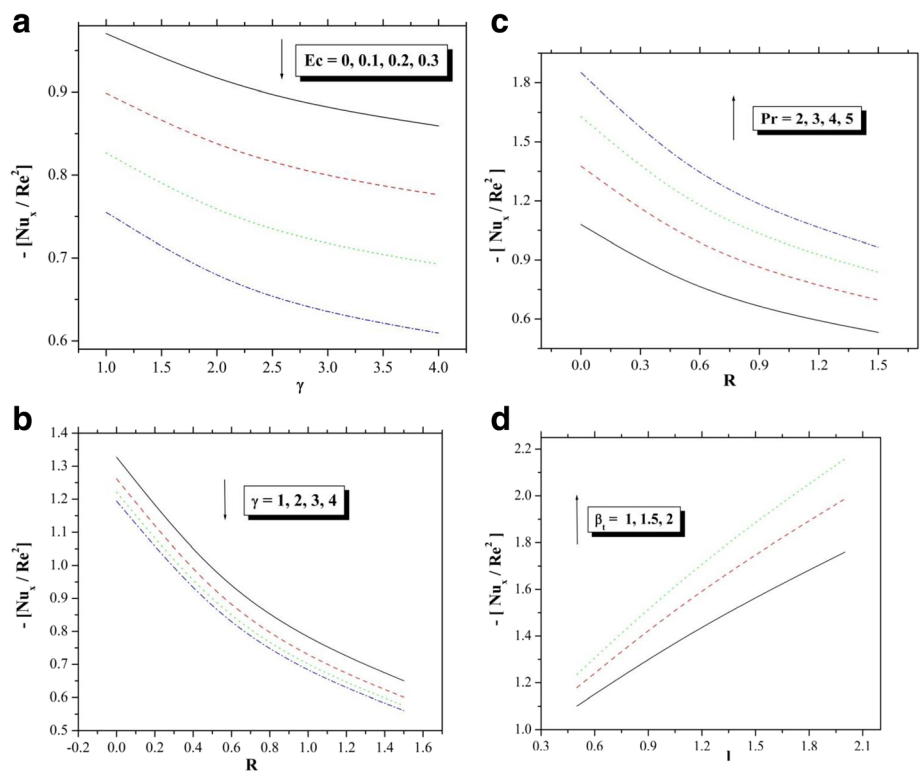 a
Ec = 0, 0.1, 0.2, 0.3
- [Nu_x / Re^2]
0.9
0.8
0.7
0.6
1.0 1.5 2.0 2.5 3.0 3.5 4.0
γ
c
Pr = 2, 3, 4, 5
- [ Nu_x / Re^2]
1.8
1.5
1.2
0.9
0.6
0.0 0.3 0.6 0.9 1.2 1.5
R
b
γ = 1, 2, 3, 4
- [Nu_x / Re^2]
1.4
1.3
1.2
1.1
1.0
0.9
0.8
0.7
0.6
0.5
-0.2 0.0 0.2 0.4 0.6 0.8 1.0 1.2 1.4 1.6
R
d
β_t = 1, 1.5, 2
- [ Nu_x / Re^2]
2.2
2.0
1.8
1.6
1.4
1.2
1.0
0.3 0.6 0.9 1.2 1.5 1.8 2.1